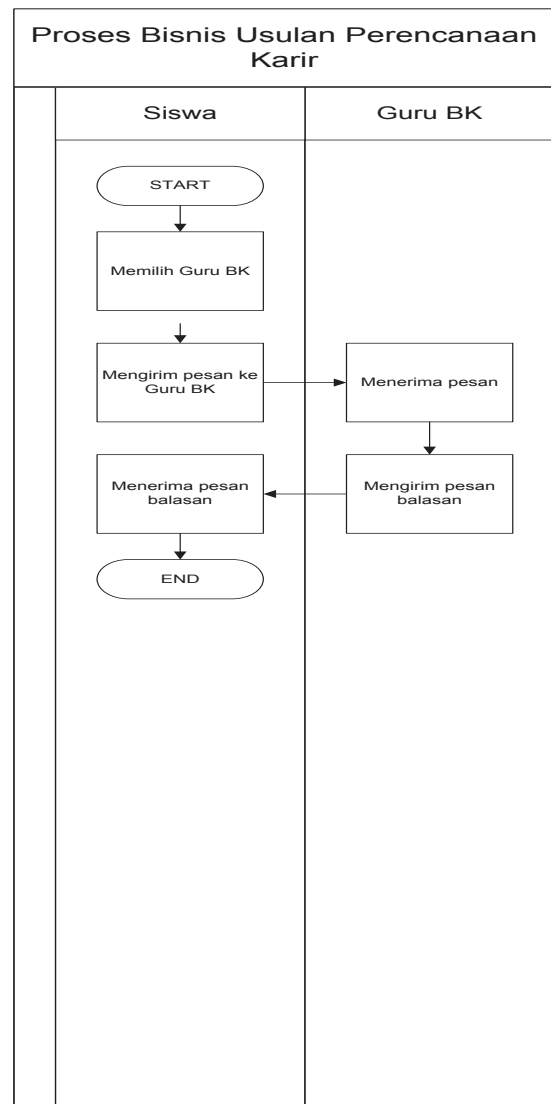 Proses Bisnis Usulan Perencanaan
Karir
Siswa
Guru BK
START
Memilih Guru BK
Mengirim pesan ke
Guru BK
Menerima pesan
Mengirim pesan
balasan
Menerima pesan
balasan
END